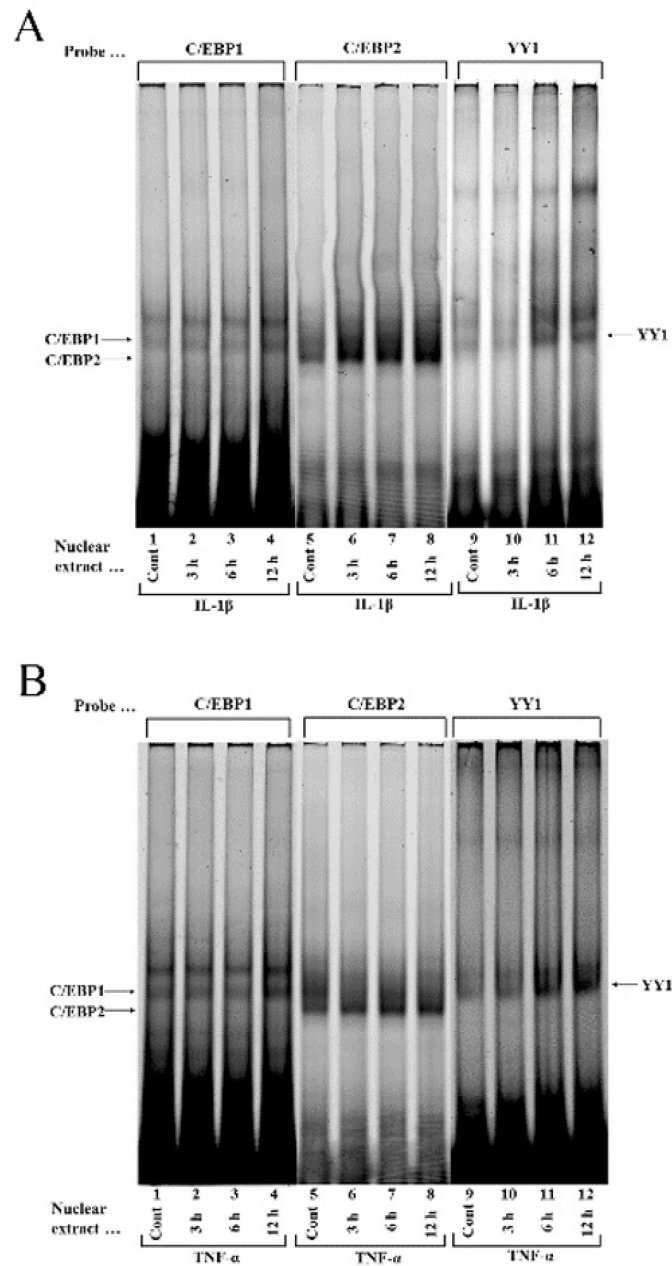 A
Probe ... C/EBP1 C/EBP2 YY1
C/EBP1
YY1
C/EBP2
Nuclear extract ... 1 2 3 4 5 6 7 8 9 10 11 12
Cont 3 h 6 h 12 h Cont 3 h 6 h 12 h Cont 3 h 6 h 12 h
IL-1β IL-1β IL-1β
B
Probe ... C/EBP1 C/EBP2 YY1
C/EBP1
YY1
C/EBP2
Nuclear extract ... 1 2 3 4 5 6 7 8 9 10 11 12
Cont 3 h 6 h 12 h Cont 3 h 6 h 12 h Cont 3 h 6 h 12 h
TNF-α TNF-α TNF-α